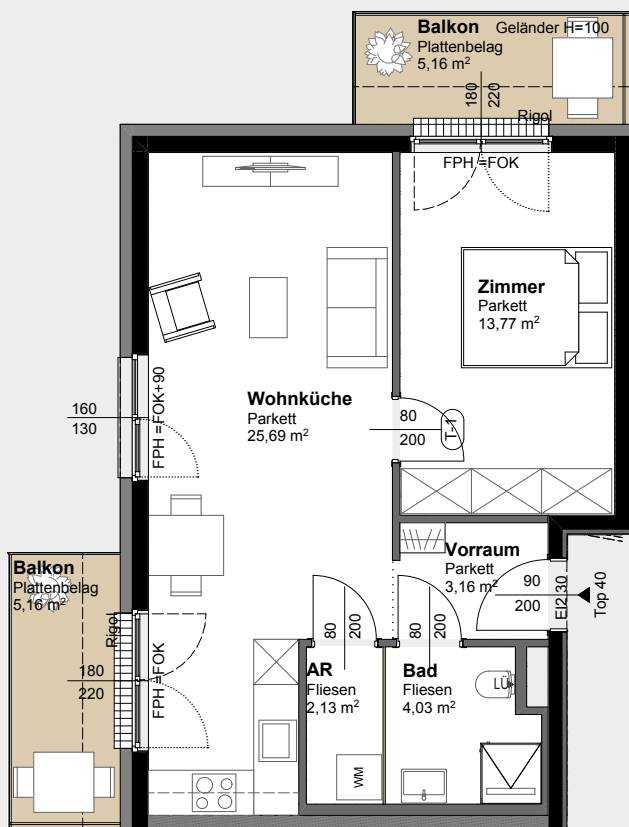 Balkon Geländer H=100
Plattenbelag
5,16 m²
180
220
Rigol
FPH =FOK
Zimmer
Parkett
13,77 m²
160
130
FPH =FOK+90
Wohnküche
Parkett
25,69 m²
80
200
T-1
Vorraum
Parkett
3,16 m²
90
200
EI2 30
Top 40
Balkon
Plattenbelag
5,16 m²
Rigol
180
220
FPH =FOK
80
200
80
200
AR
Fliesen
2,13 m²
Bad
Fliesen
4,03 m²
LÜ
WM